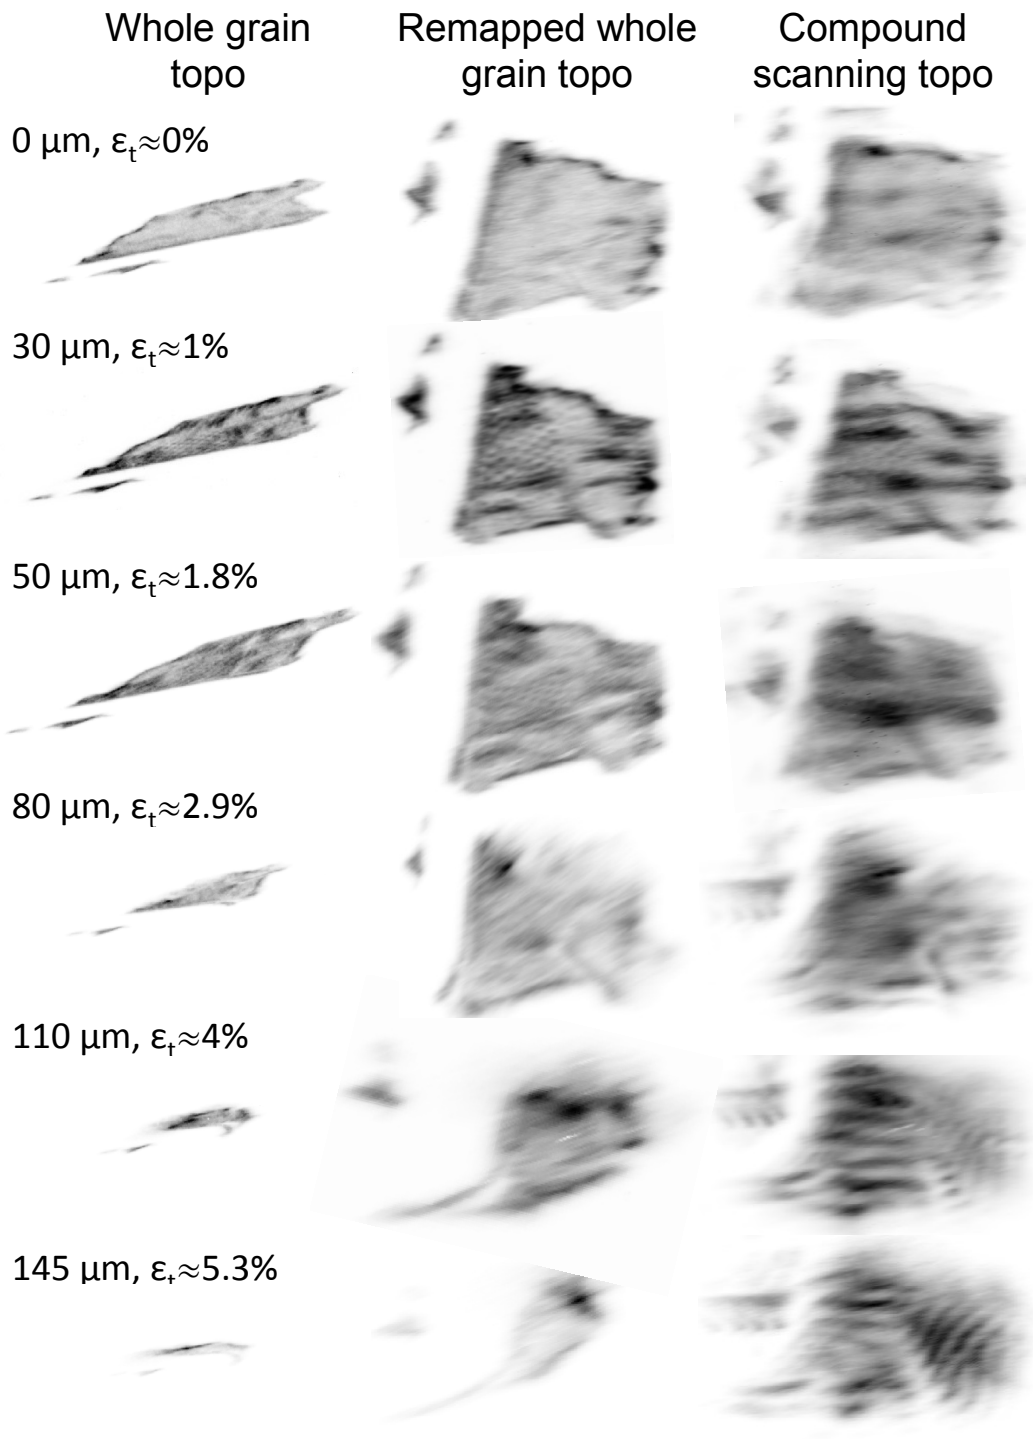 Whole grain
topo
Remapped whole
grain topo
Compound
scanning topo
0 μm, εt≈0%
30 μm, εt≈1%
50 μm, εt≈1.8%
80 μm, εt≈2.9%
110 μm, εt≈4%
145 μm, εt≈5.3%